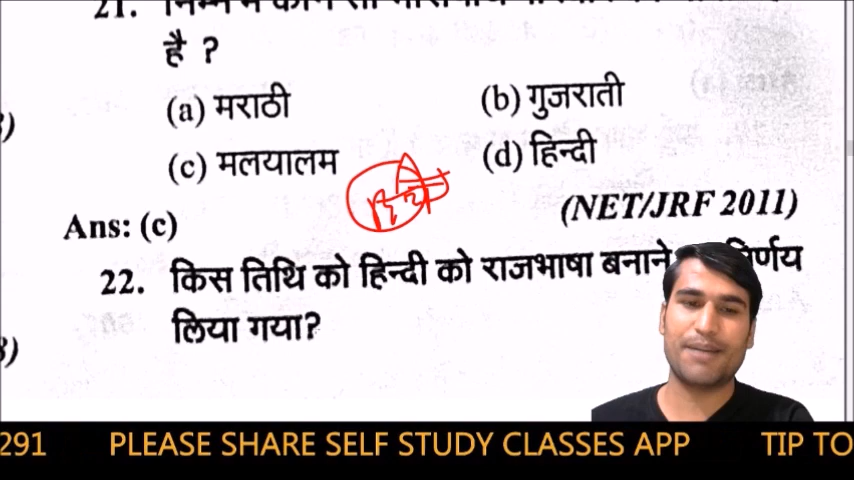 21.
है ?
(a) मराठी (b) गुजराती
(c) मलयालम (d) हिन्दी
Ans: (c) (NET/JRF 2011)
22. किस तिथि को हिन्दी को राजभाषा बनाने
लिया गया?
291 PLEASE SHARE SELF STUDY CLASSES APP TIP TO